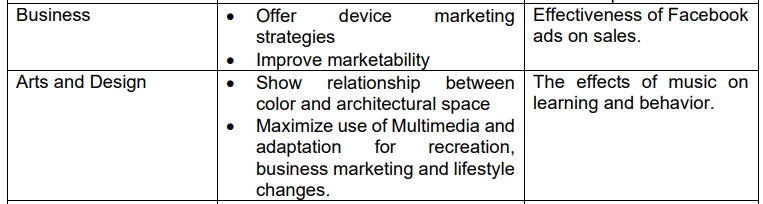 Business
• Offer device marketing
strategies
• Improve marketability
Effectiveness of Facebook
ads on sales.
Arts and Design
• Show relationship between
color and architectural space
• Maximize use of Multimedia and
adaptation for recreation,
business marketing and lifestyle
changes.
The effects of music on
learning and behavior.